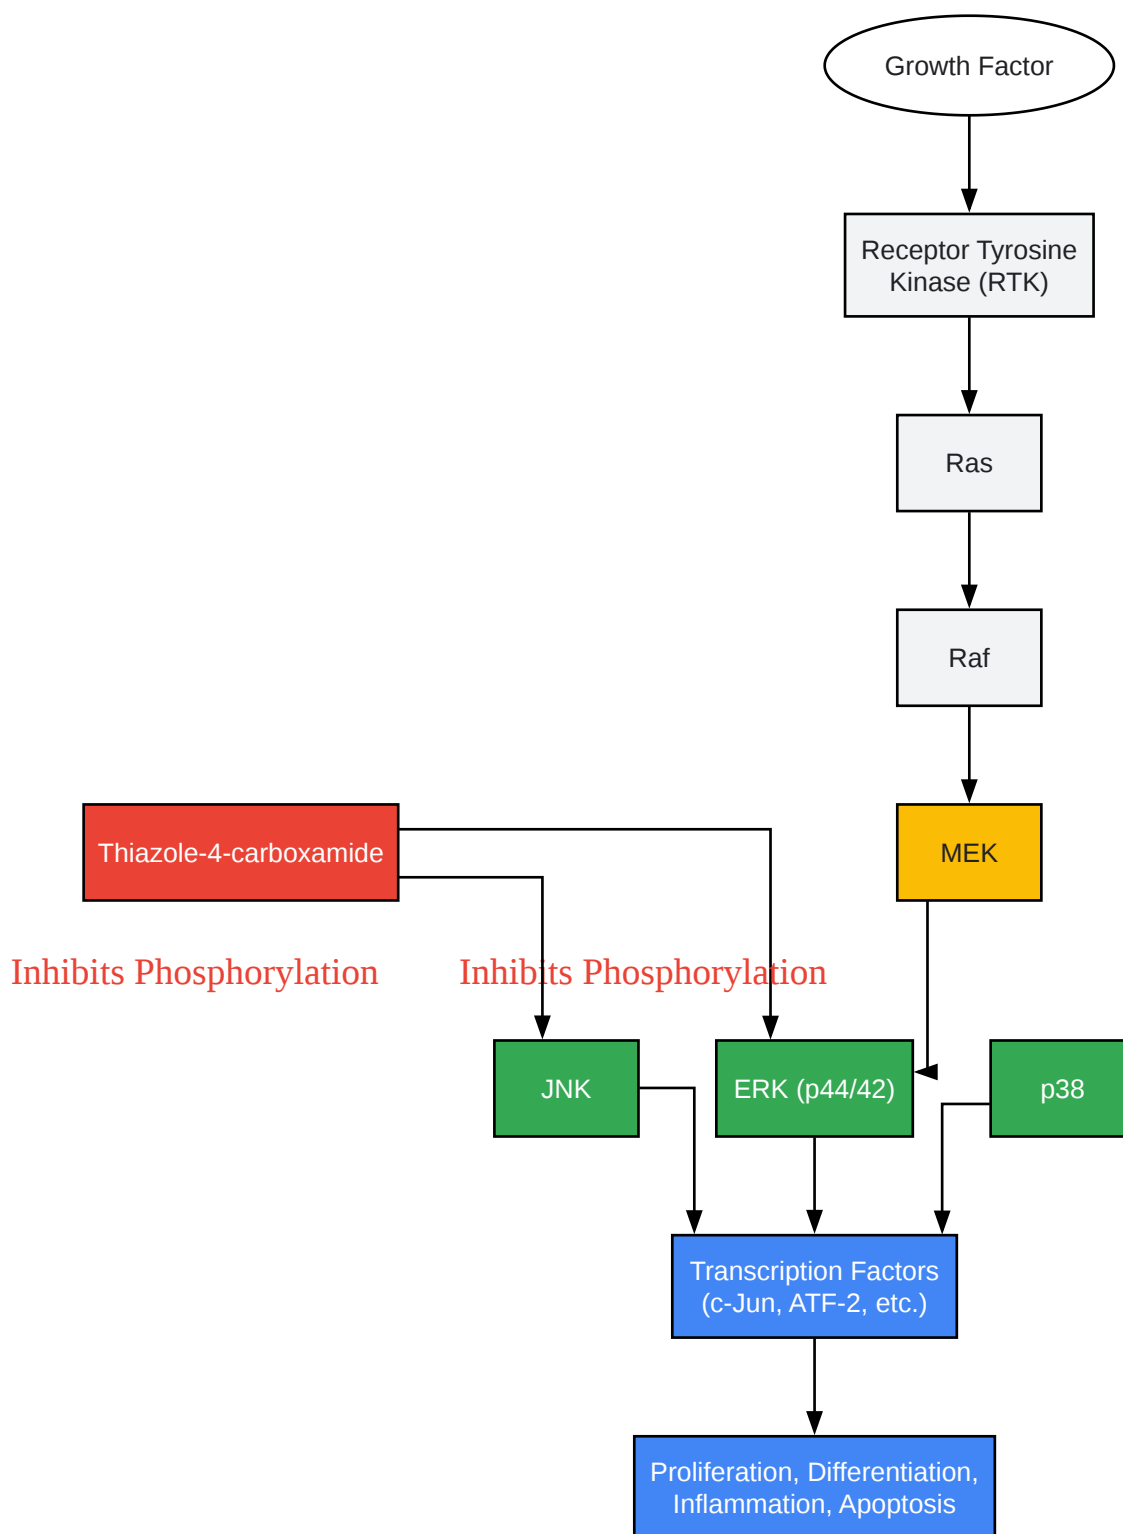 Growth Factor
Receptor Tyrosine
Kinase (RTK)
Ras
Raf
Thiazole-4-carboxamide
MEK
Inhibits Phosphorylation
Inhibits Phosphorylation
JNK
ERK (p44/42)
p38
Transcription Factors
(c-Jun, ATF-2, etc.)
Proliferation, Differentiation,
Inflammation, Apoptosis